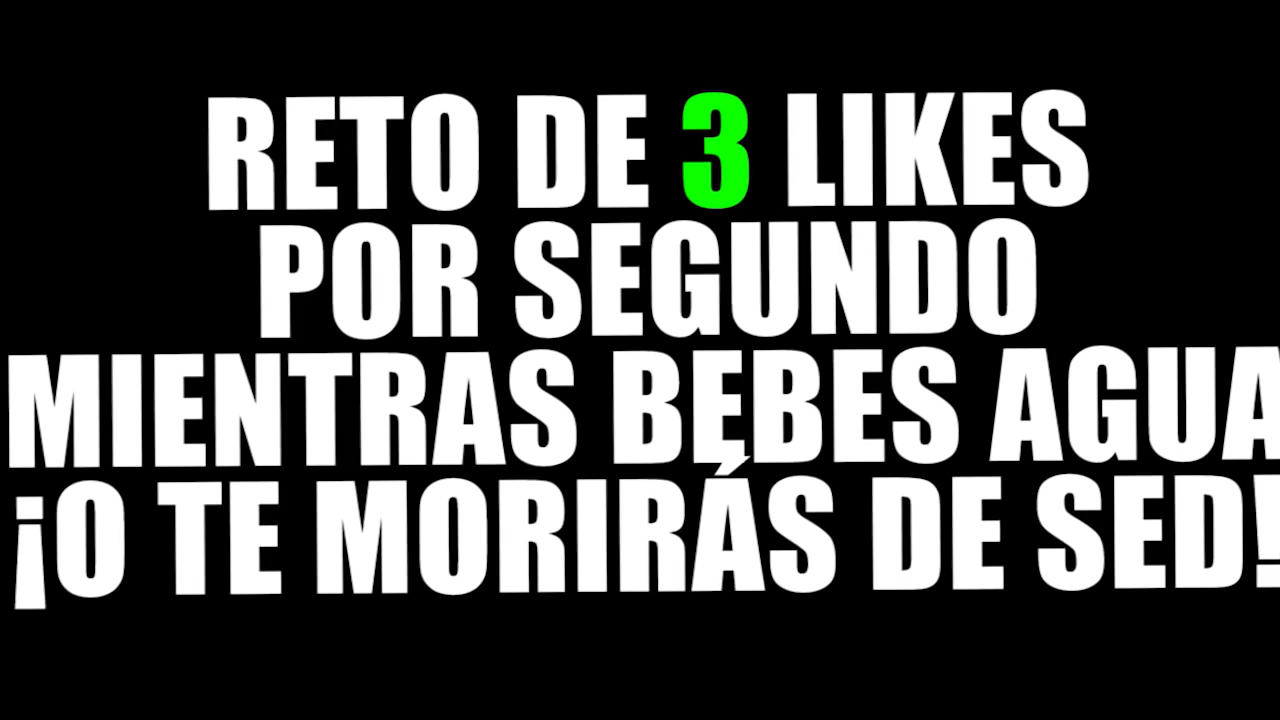 RETO DE 3 LIKES
POR SEGUNDO
MIENTRAS BEBES AGUA
¡O TE MORIRÁS DE SED!